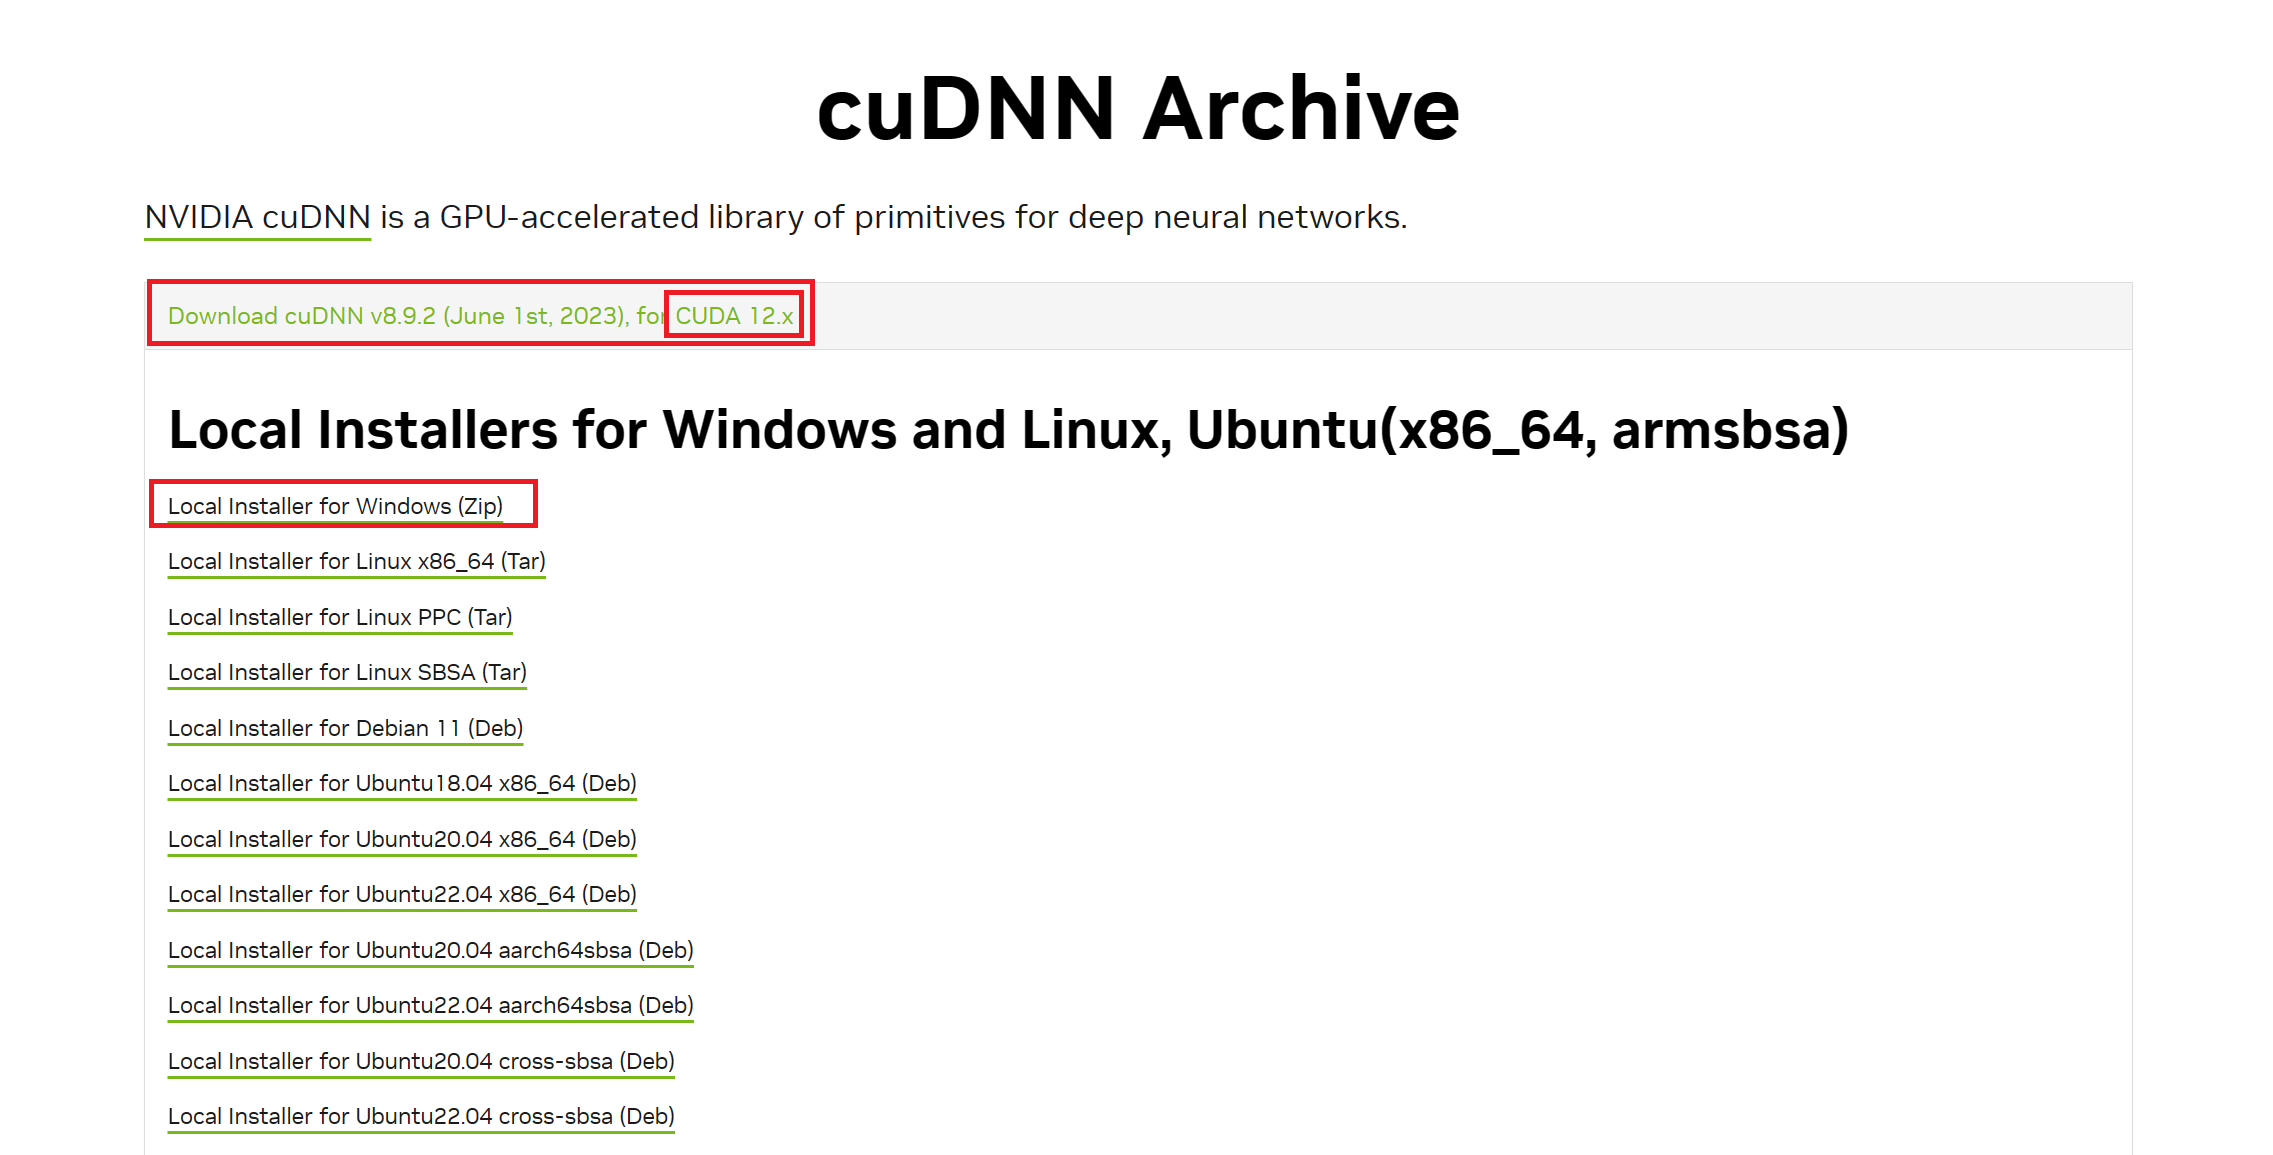 cuDNN Archive
NVIDIA cuDNN is a GPU-accelerated library of primitives for deep neural networks.
Download cuDNN v8.9.2 (June 1st, 2023), for CUDA 12.x
Local Installers for Windows and Linux, Ubuntu(x86_64, armsbsa)
Local Installer for Windows (Zip)
Local Installer for Linux x86_64 (Tar)
Local Installer for Linux PPC (Tar)
Local Installer for Linux SBSA (Tar)
Local Installer for Debian 11 (Deb)
Local Installer for Ubuntu18.04 x86_64 (Deb)
Local Installer for Ubuntu20.04 x86_64 (Deb)
Local Installer for Ubuntu22.04 x86_64 (Deb)
Local Installer for Ubuntu20.04 aarch64sbsa (Deb)
Local Installer for Ubuntu22.04 aarch64sbsa (Deb)
Local Installer for Ubuntu20.04 cross-sbsa (Deb)
Local Installer for Ubuntu22.04 cross-sbsa (Deb)